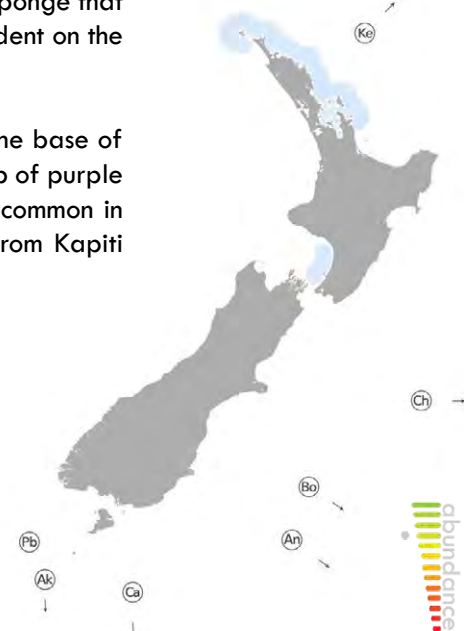 ponge that
dent on the
ne base of
o of purple
common in
rom Kapiti
Ke
Ch
Bo
An
Pb
Ak
Ca
abundance